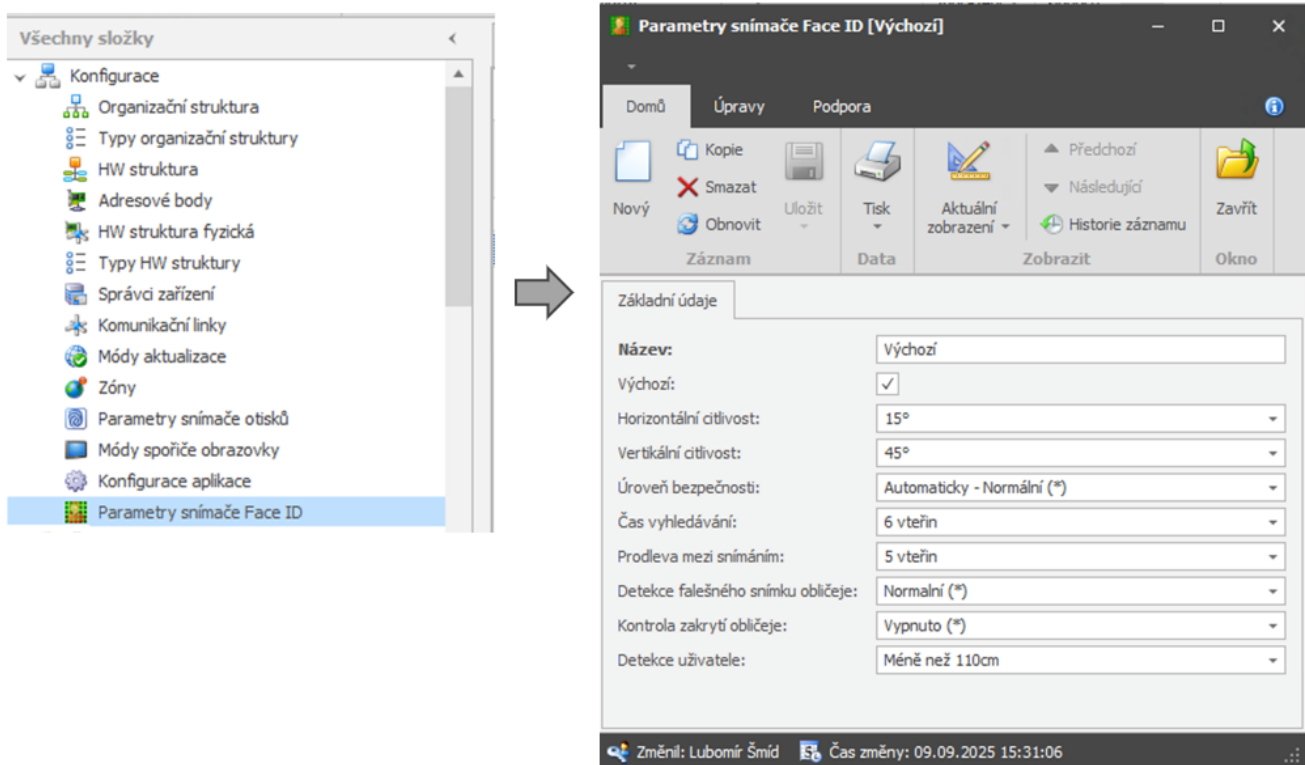 Všechny složky
Konfigurace
Organizační struktura
Typy organizační struktury
HW struktura
Adresové body
HW struktura fyzická
Typy HW struktury
Správci zařízení
Komunikační linky
Módy aktualizace
Zóny
Parametry snímače otisků
Módy spořiče obrazovky
Konfigurace aplikace
Parametry snímače Face ID
Parametry snímače Face ID [Výchozí]
Domů Úpravy Podpora
Nový
Kopie
Smazat
Obnovit
Uložit
Záznam
Tisk
Data
Aktuální
zobrazení
Předchozí
Následující
Historie záznamu
Zobrazit
Zavřít
Okno
Základní údaje
Název: Výchozí
Výchozí:
Horizontální citlivost: 15°
Vertikální citlivost: 45°
Úroveň bezpečnosti: Automaticky - Normální (*)
Čas vyhledávání: 6 vteřin
Prodleva mezi snímáním: 5 vteřin
Detekce falešného snímku obličeje: Normalní (*)
Kontrola zakrytí obličeje: Vypnuto (*)
Detekce uživatele: Méně než 110cm
Změnil: Lubomír Šmíd Čas změny: 09.09.2025 15:31:06